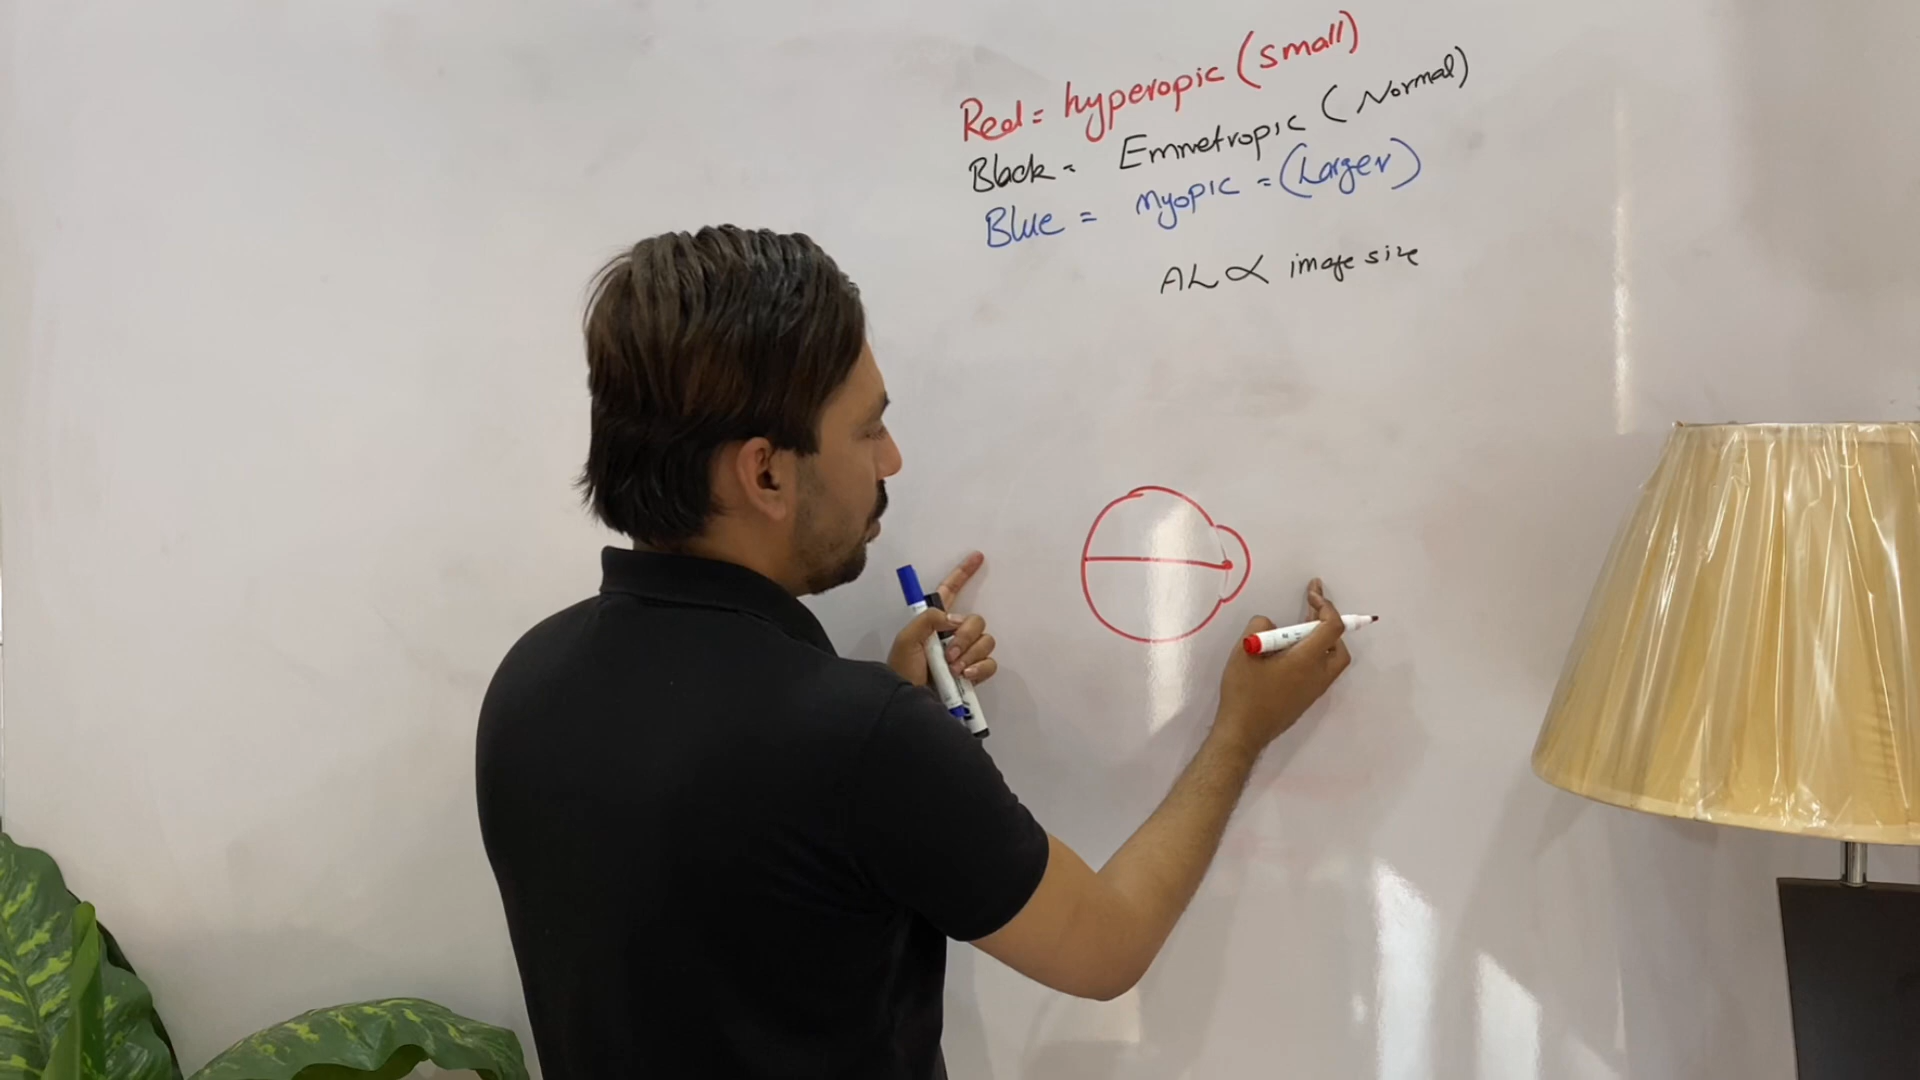 Red = hyperopic (small)
Black = Emmetropic (Normal)
Blue = myopic = (Larger)
AL ∝ image size